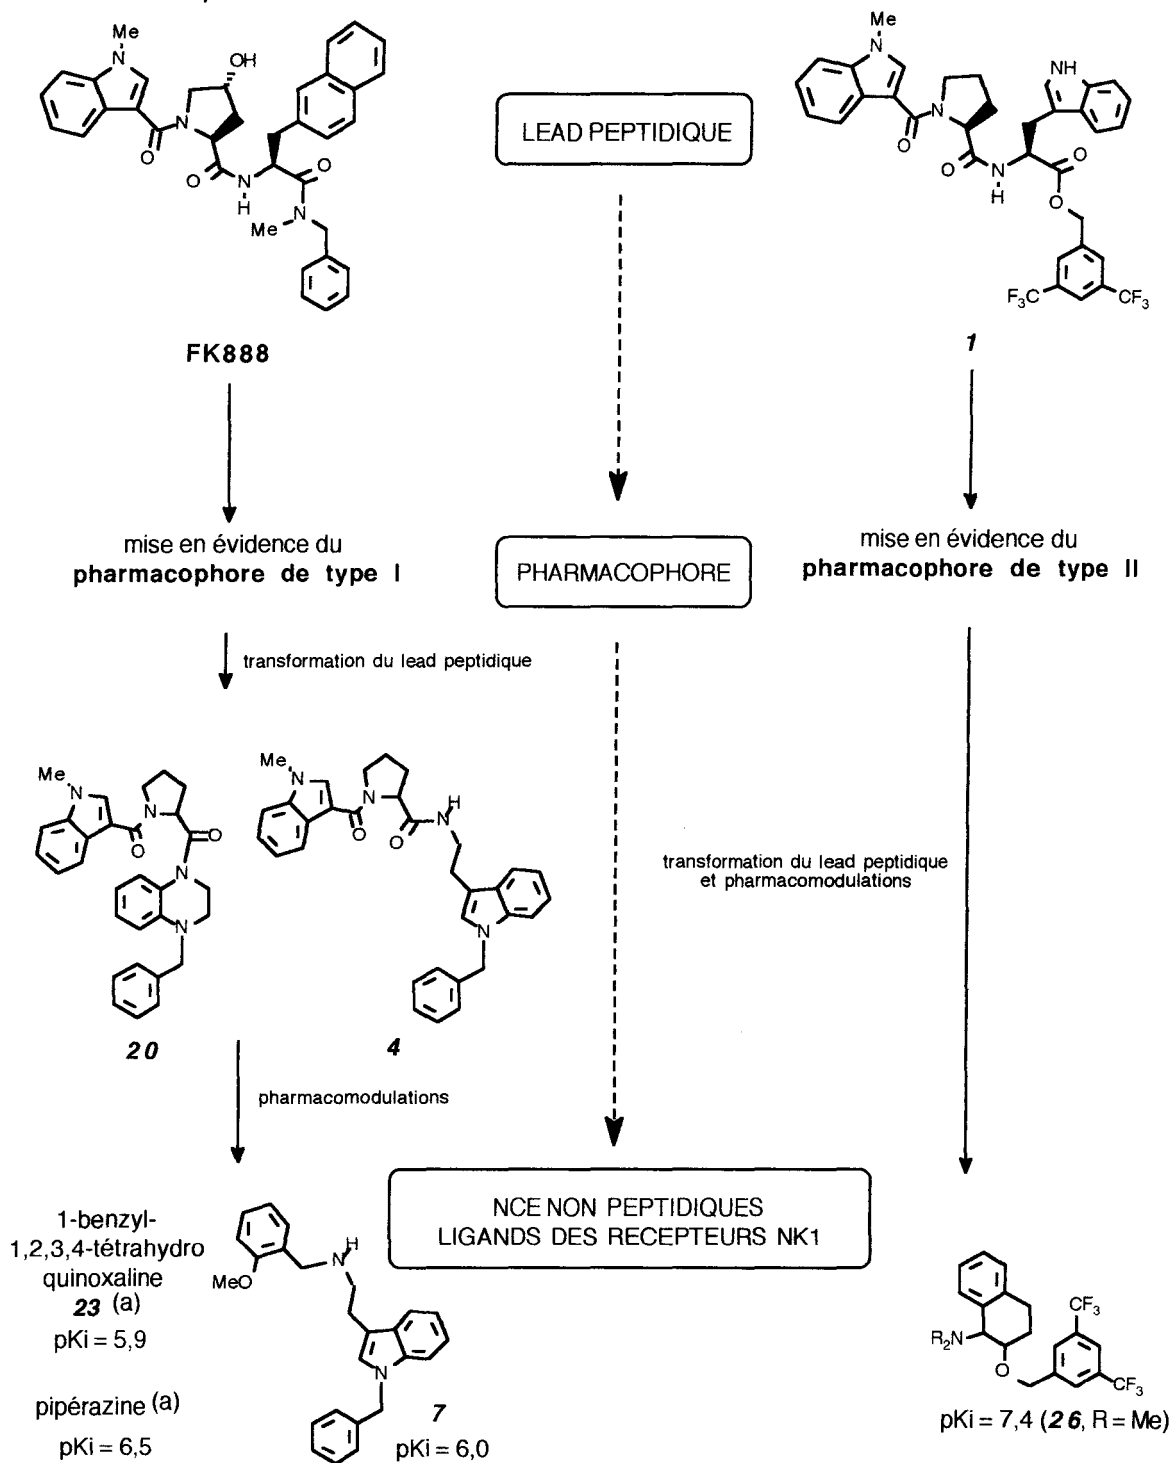 Me
N
OH
N
O
O
N
H
O
N
Me
FK888
LEAD PEPTIDIQUE
Me
N
NH
N
O
O
N
H
O
O
F3C
CF3
1
mise en évidence du
pharmacophore de type I
PHARMACOPHORE
mise en évidence du
pharmacophore de type II
transformation du lead peptidique
Me
N
N
O
O
N
N
20
Me
N
N
O
O
H
N
N
4
transformation du lead peptidique
et pharmacomodulations
pharmacomodulations
NCE NON PEPTIDIQUES
LIGANDS DES RECEPTEURS NK1
1-benzyl-
1,2,3,4-tétrahydro
quinoxaline
23 (a)
pKi = 5,9
pipérazine (a)
pKi = 6,5
H
N
MeO
N
7
pKi = 6,0
R2N
O
CF3
CF3
pKi = 7,4 (26, R = Me)